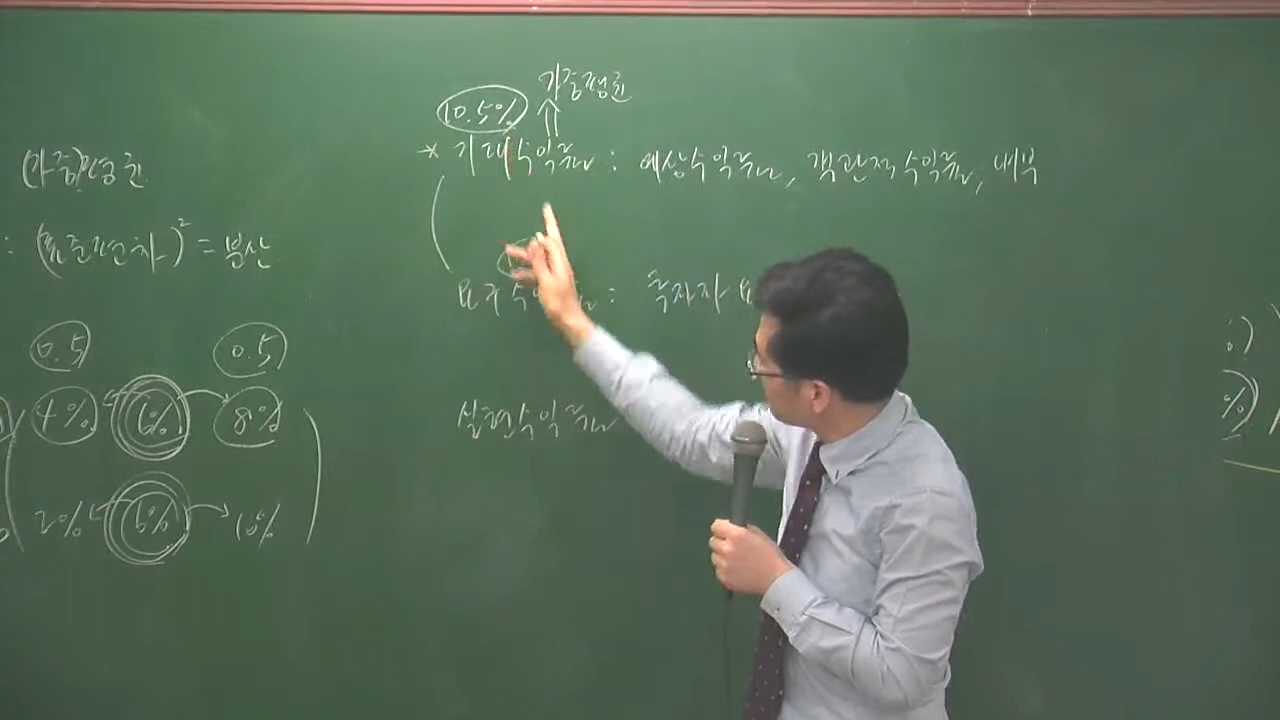 (가중)평균
: (표준편차)² = 분산
0.5 0.5
4% 6% 8%
2% 6% 10%
가중평균
10.5%
* 기대수익률 : 예상수익률, 객관적수익률, 내부
요구수 : 투자자 요
실현수익률
i)
%)